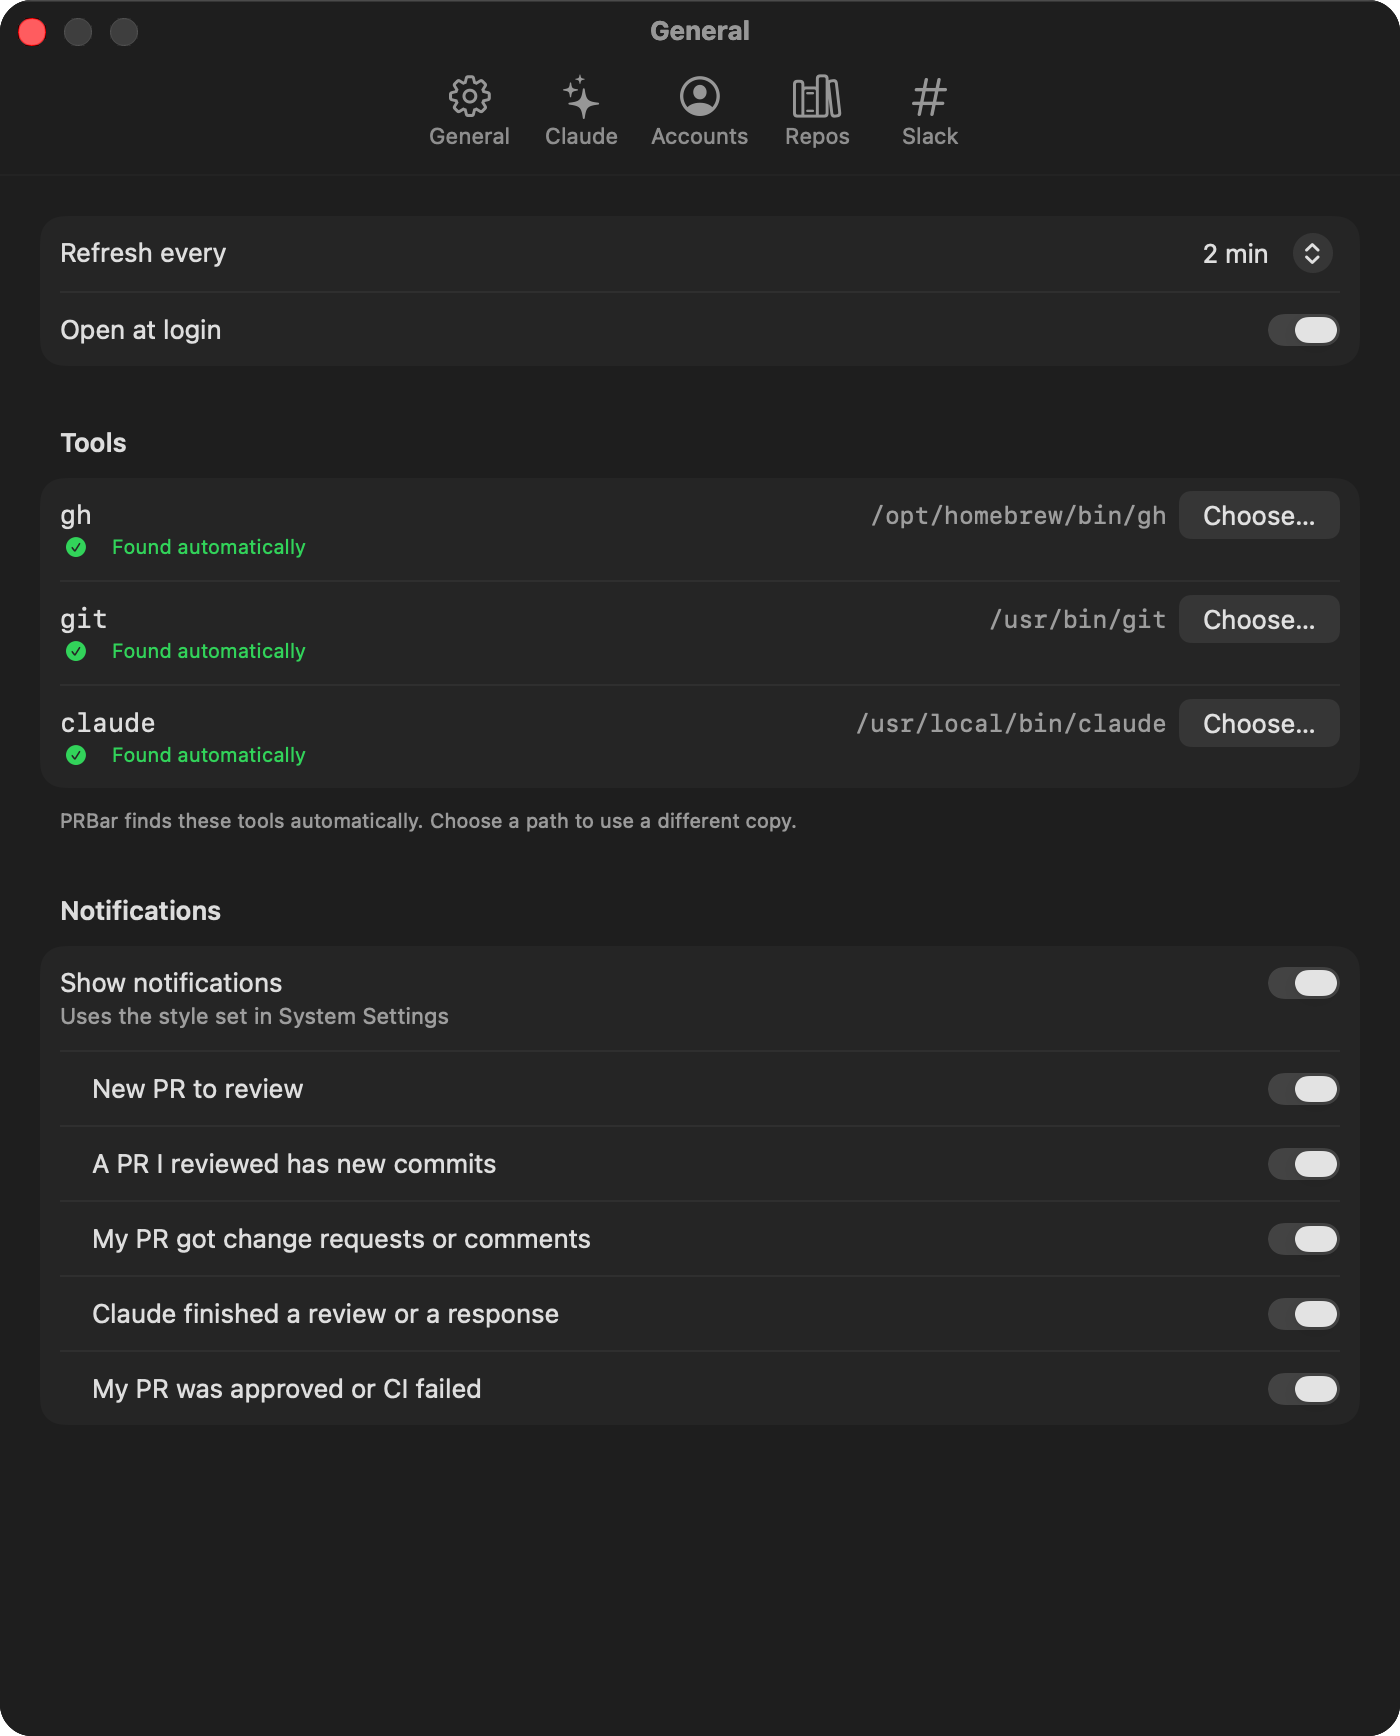 General
General
Claude
Accounts
Repos
Slack
Refresh every
2 min
Open at login
Tools
gh
/opt/homebrew/bin/gh
Choose...
Found automatically
git
/usr/bin/git
Choose...
Found automatically
claude
/usr/local/bin/claude
Choose...
Found automatically
PRBar finds these tools automatically. Choose a path to use a different copy.
Notifications
Show notifications
Uses the style set in System Settings
New PR to review
A PR I reviewed has new commits
My PR got change requests or comments
Claude finished a review or a response
My PR was approved or CI failed